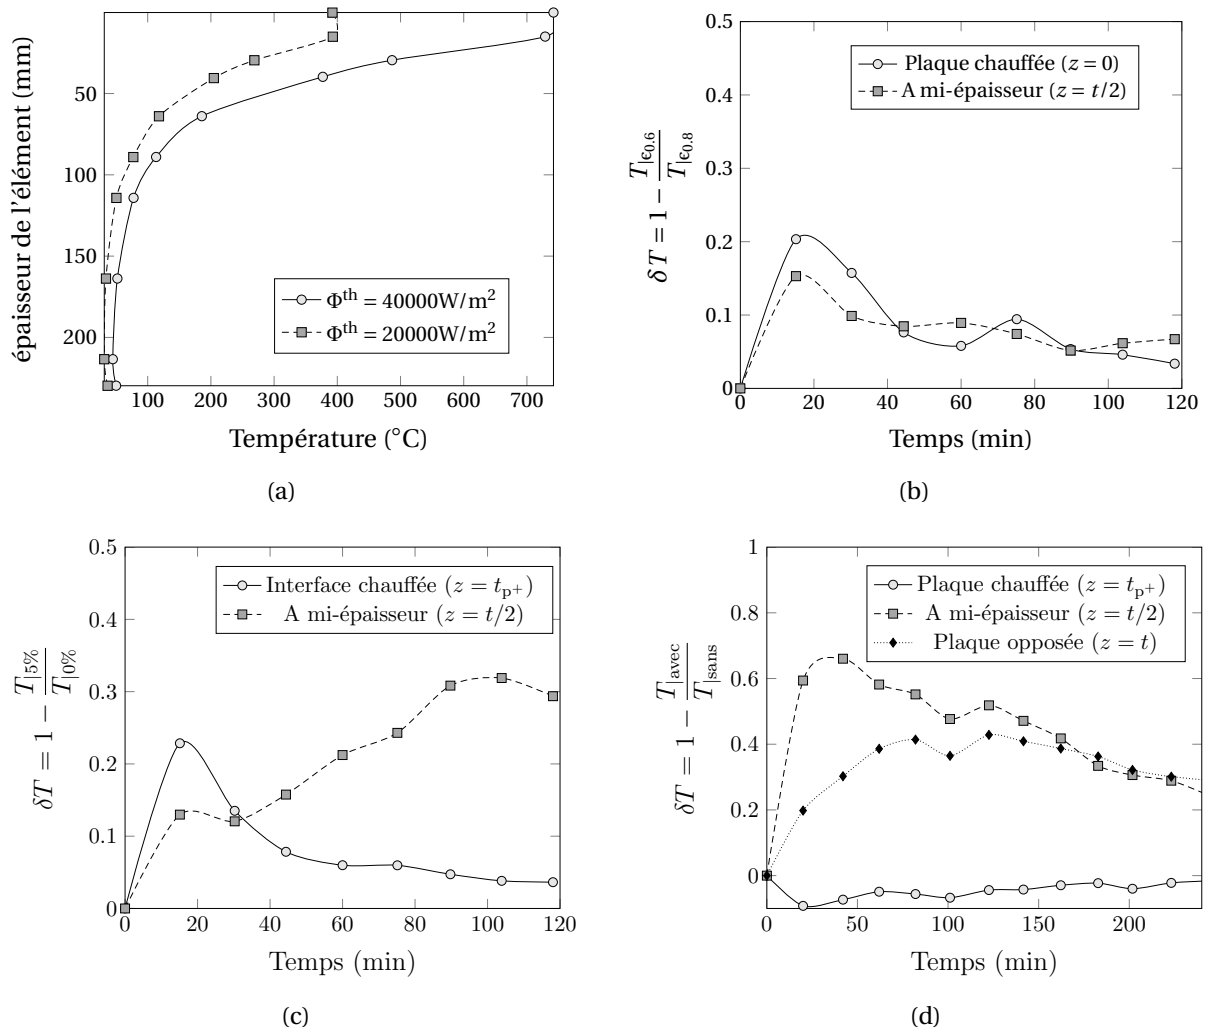 épaisseur de l'élément (mm)
50
100
150
200
100 200 300 400 500 600 700
Température (°C)
Φ^th = 40000W/m²
Φ^th = 20000W/m²
(a)
δT = 1 − T|ϵ0.6 / T|ϵ0.8
0.5
0.4
0.3
0.2
0.1
0
0 20 40 60 80 100 120
Temps (min)
Plaque chauffée (z = 0)
A mi-épaisseur (z = t/2)
(b)
δT = 1 − T|5% / T|0%
0.5
0.4
0.3
0.2
0.1
0
0 20 40 60 80 100 120
Temps (min)
Interface chauffée (z = t_p+)
A mi-épaisseur (z = t/2)
(c)
δT = 1 − T|avec / T|sans
1
0.8
0.6
0.4
0.2
0
0 50 100 150 200
Temps (min)
Plaque chauffée (z = t_p+)
A mi-épaisseur (z = t/2)
Plaque opposée (z = t)
(d)